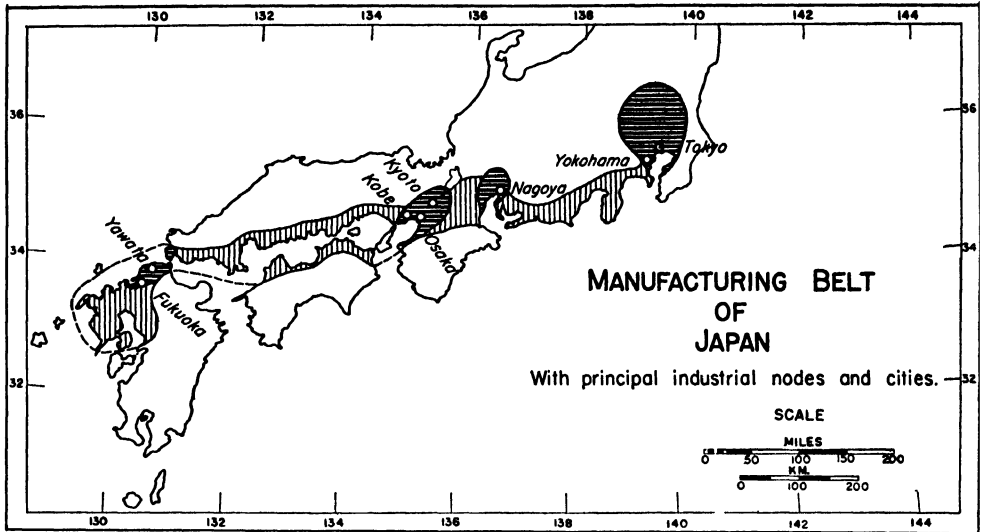 130 132 134 136 138 140 142 144
36 36
Tokyo
Yokohama
Kyoto
Kobe
Nagoya
Osaka
Yawata
34 34
Fukuoka
MANUFACTURING BELT
OF
JAPAN
With principal industrial nodes and cities.
32 32
SCALE
MILES
0 50 100 150 200
KM.
0 100 200
130 132 134 136 138 140 142 144